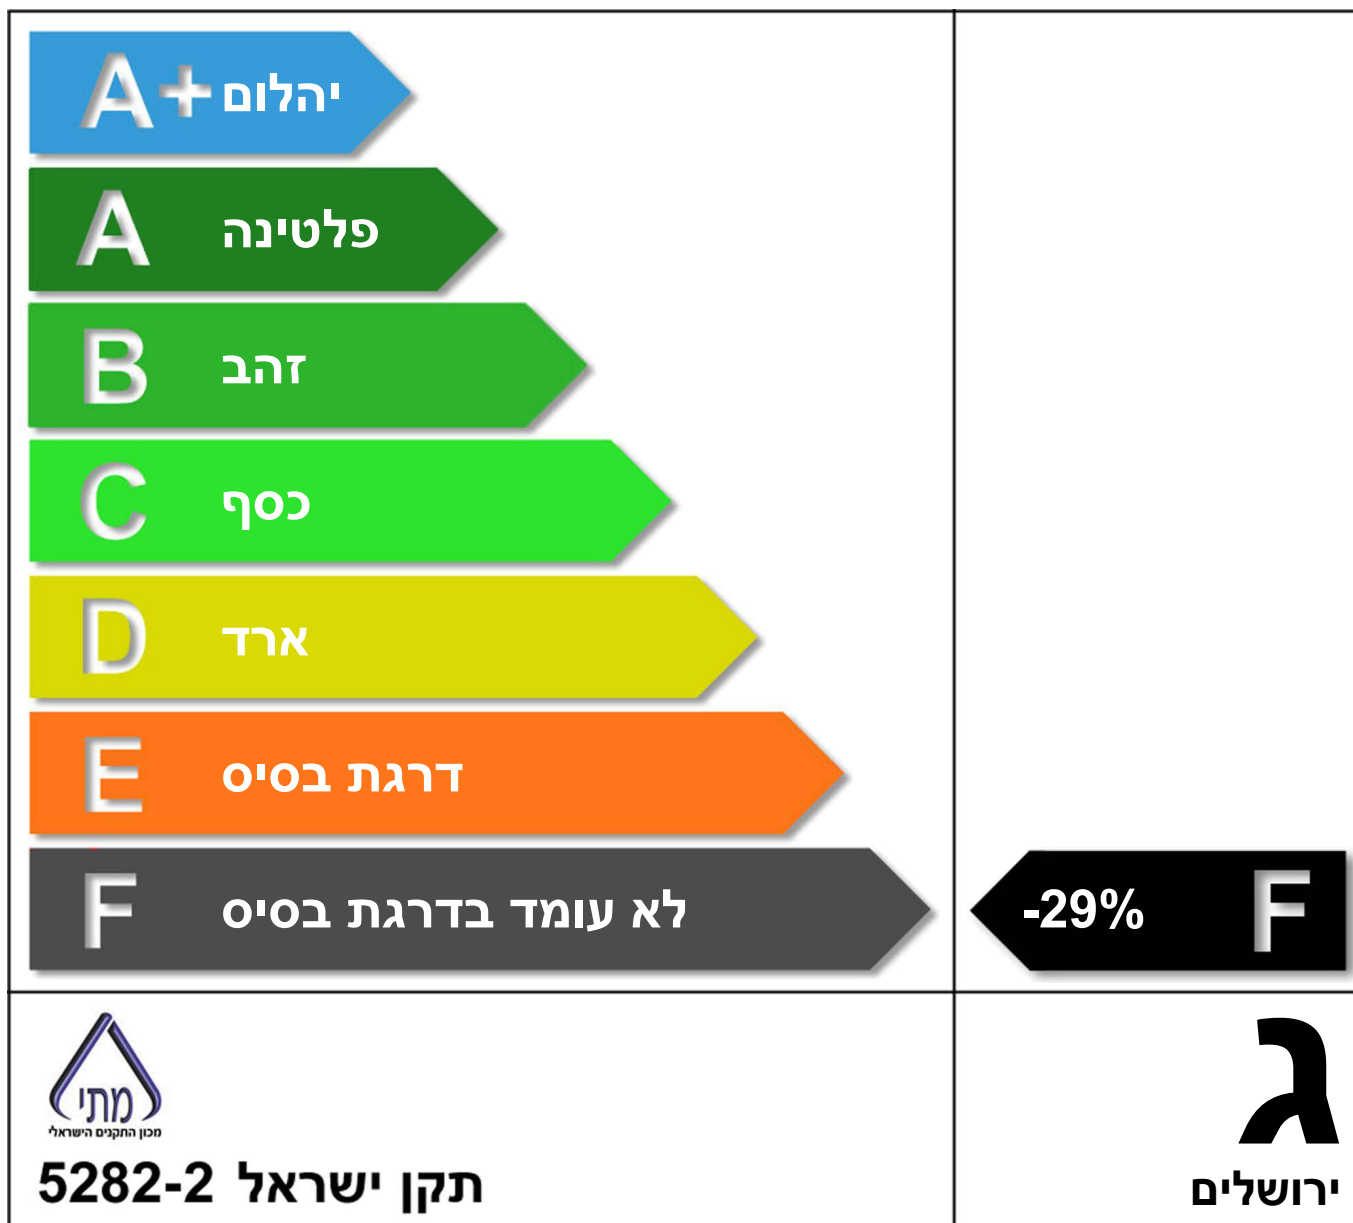 A+ יהלום
A פלטינה
B זהב
C כסף
D ארד
E דרגת בסיס
F לא עומד בדרגת בסיס
-29% F
מתי
מכון התקנים הישראלי
תקן ישראל 5282-2
ג
ירושלים